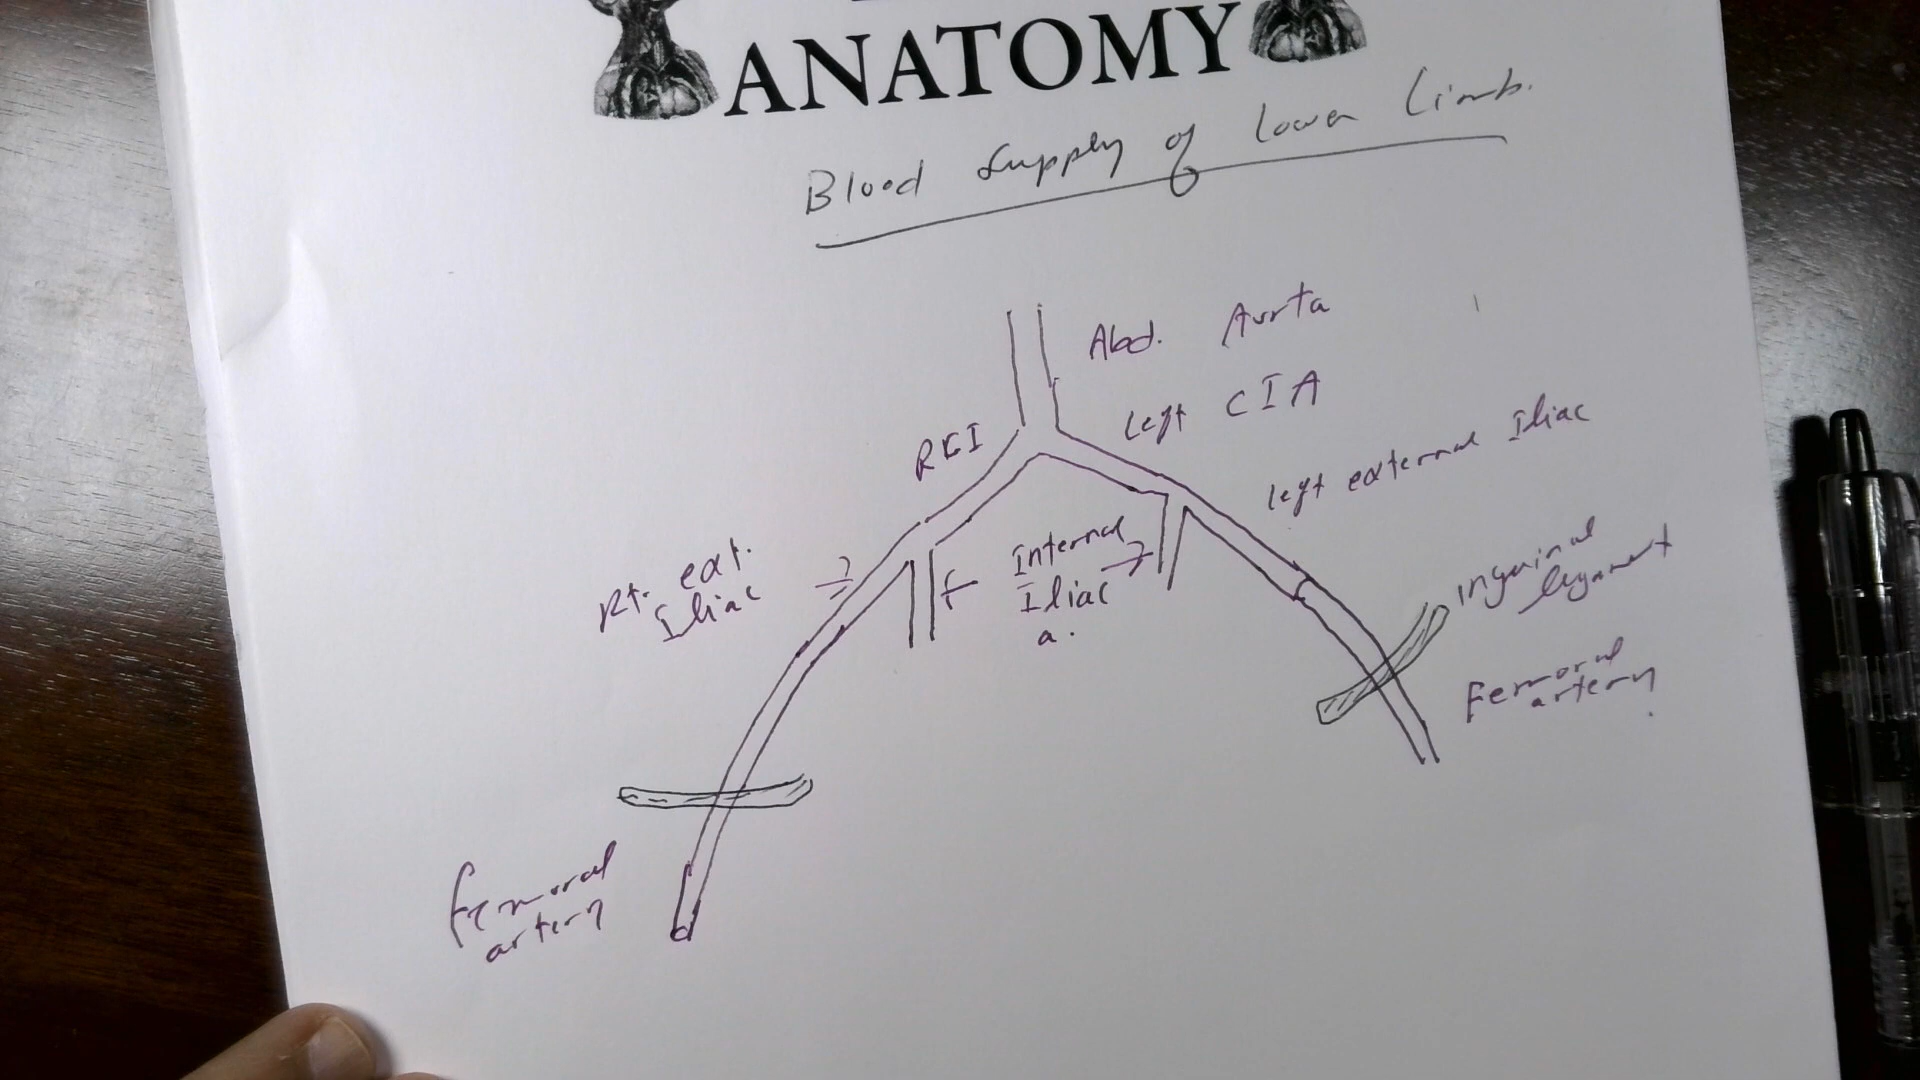 ANATOMY
Blood Supply of Lower Limb.
Abd. Aorta
Left CIA
RCI
left external Iliac
Rt. ext.
Iliac
Internal
Iliac
a.
inguinal
ligament
Femoral
artery
Femoral
artery